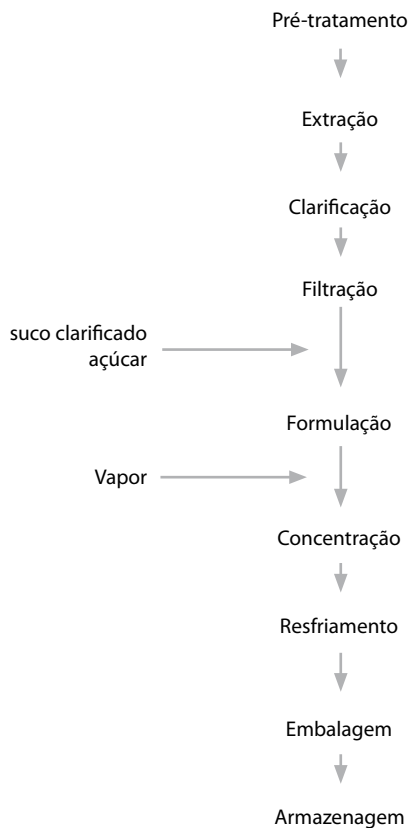 Pré-tratamento
Extração
Clarificação
Filtração
suco clarificado
açúcar
Formulação
Vapor
Concentração
Resfriamento
Embalagem
Armazenagem